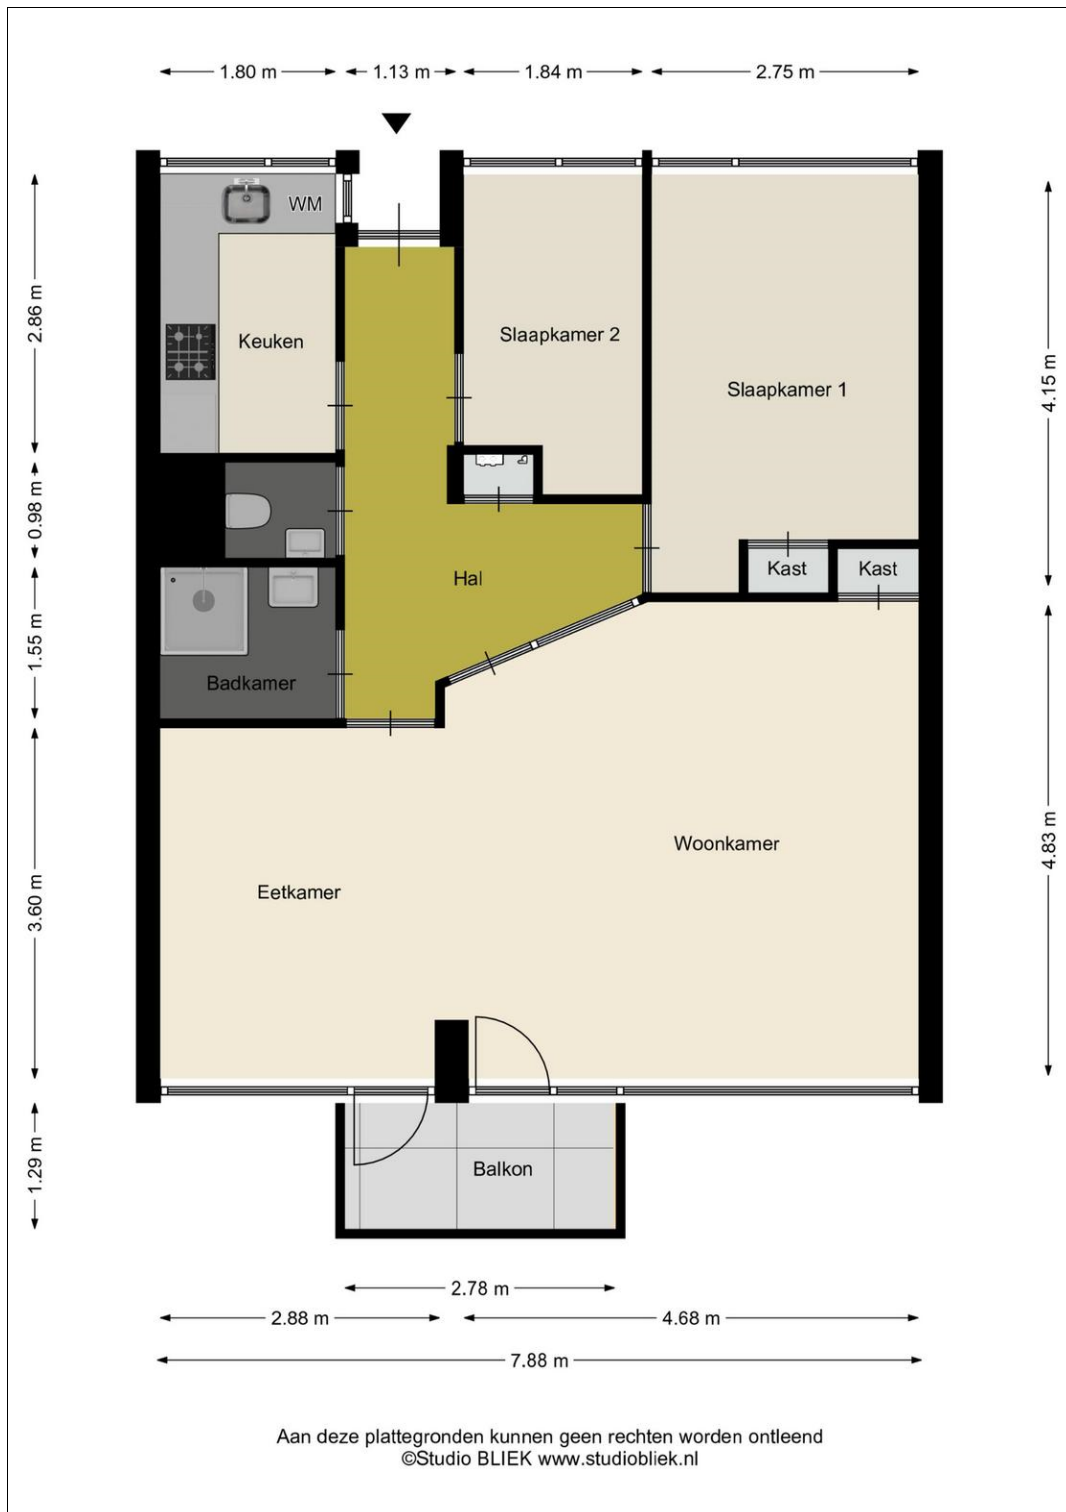 1.80 m
1.13 m
1.84 m
2.75 m
WM
2.86 m
Keuken
Slaapkamer 2
Slaapkamer 1
4.15 m
0.98 m
Hal
Kast
Kast
1.55 m
Badkamer
Woonkamer
4.83 m
3.60 m
Eetkamer
1.29 m
Balkon
2.78 m
2.88 m
4.68 m
7.88 m
Aan deze plattegronden kunnen geen rechten worden ontleend
©Studio BLIEK www.studiobliek.nl